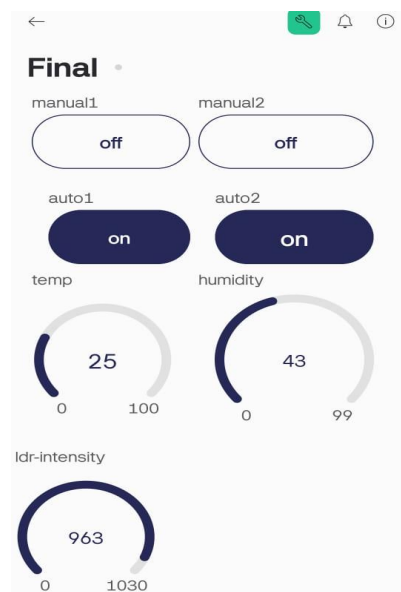 Final
manual1 manual2
off off
auto1 auto2
on on
temp humidity
25 43
0 100 0 99
ldr-intensity
963
0 1030